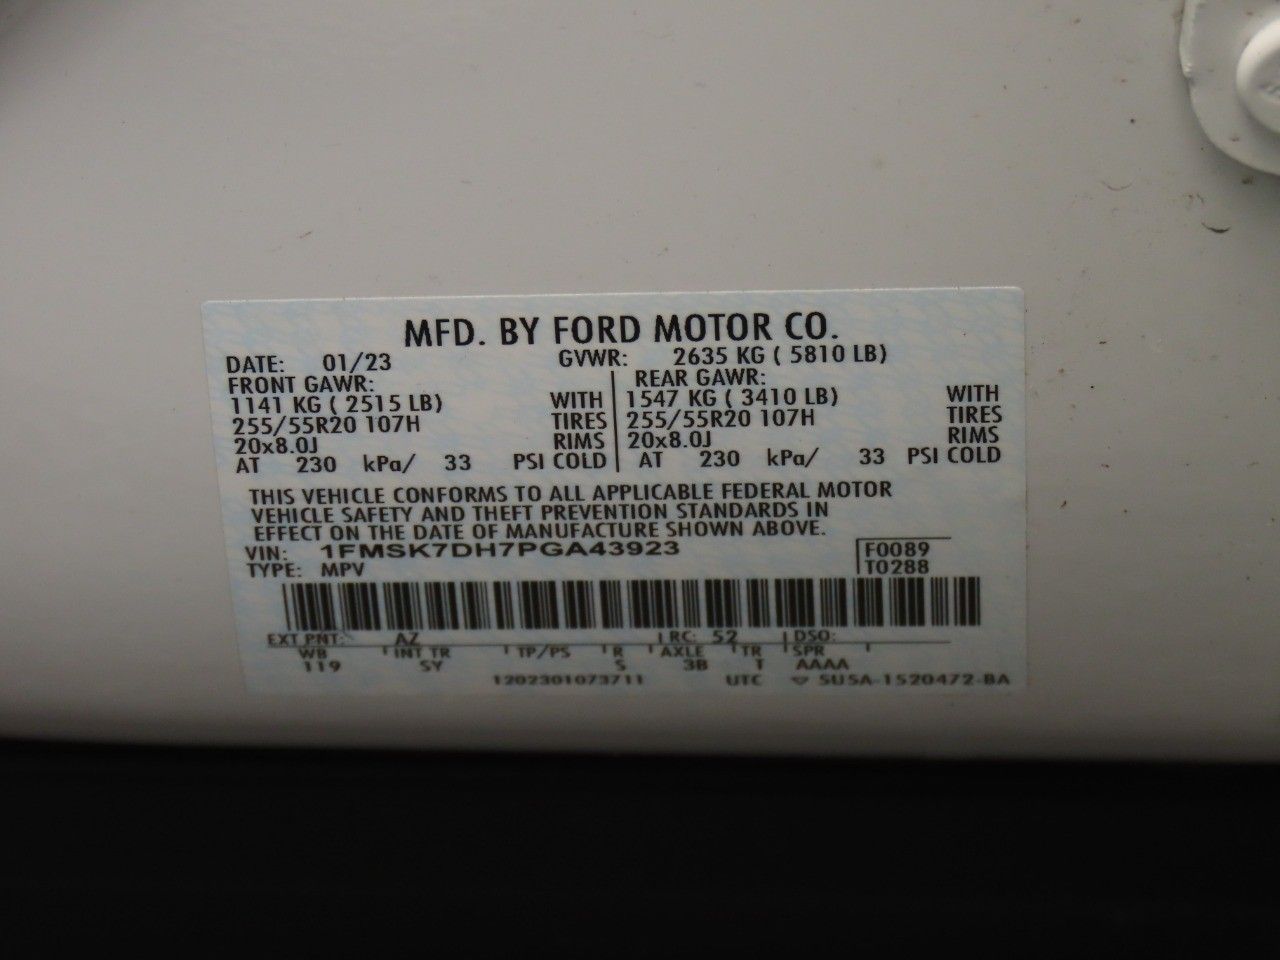 MFD. BY FORD MOTOR CO.
DATE: 01/23 GVWR: 2635 KG ( 5810 LB)
FRONT GAWR: REAR GAWR:
1141 KG ( 2515 LB) WITH 1547 KG ( 3410 LB) WITH
255/55R20 107H TIRES 255/55R20 107H TIRES
20x8.0J RIMS 20x8.0J RIMS
AT 230 kPa/ 33 PSI COLD AT 230 kPa/ 33 PSI COLD
THIS VEHICLE CONFORMS TO ALL APPLICABLE FEDERAL MOTOR
VEHICLE SAFETY AND THEFT PREVENTION STANDARDS IN
EFFECT ON THE DATE OF MANUFACTURE SHOWN ABOVE.
VIN: 1FMSK7DH7PGA43923 F0089
TYPE: MPV T0288
EXT PNT: AZ RC: 52 DSO:
WB INT TR TP/PS R AXLE TR SPR
119 SY S 3B T AAAA
1202301073711 UTC 5U5A-1520472-BA